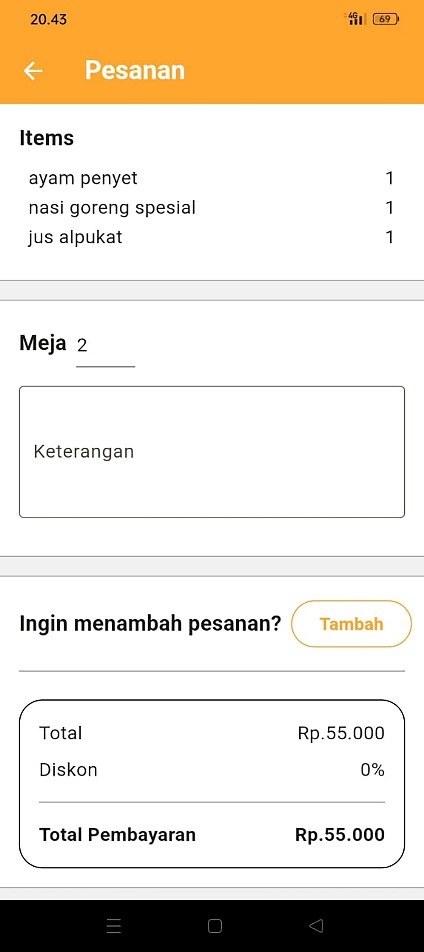 20.43
4G
69
Pesanan
Items
ayam penyet 1
nasi goreng spesial 1
jus alpukat 1
Meja 2
Keterangan
Ingin menambah pesanan? Tambah
Total Rp.55.000
Diskon 0%
Total Pembayaran Rp.55.000